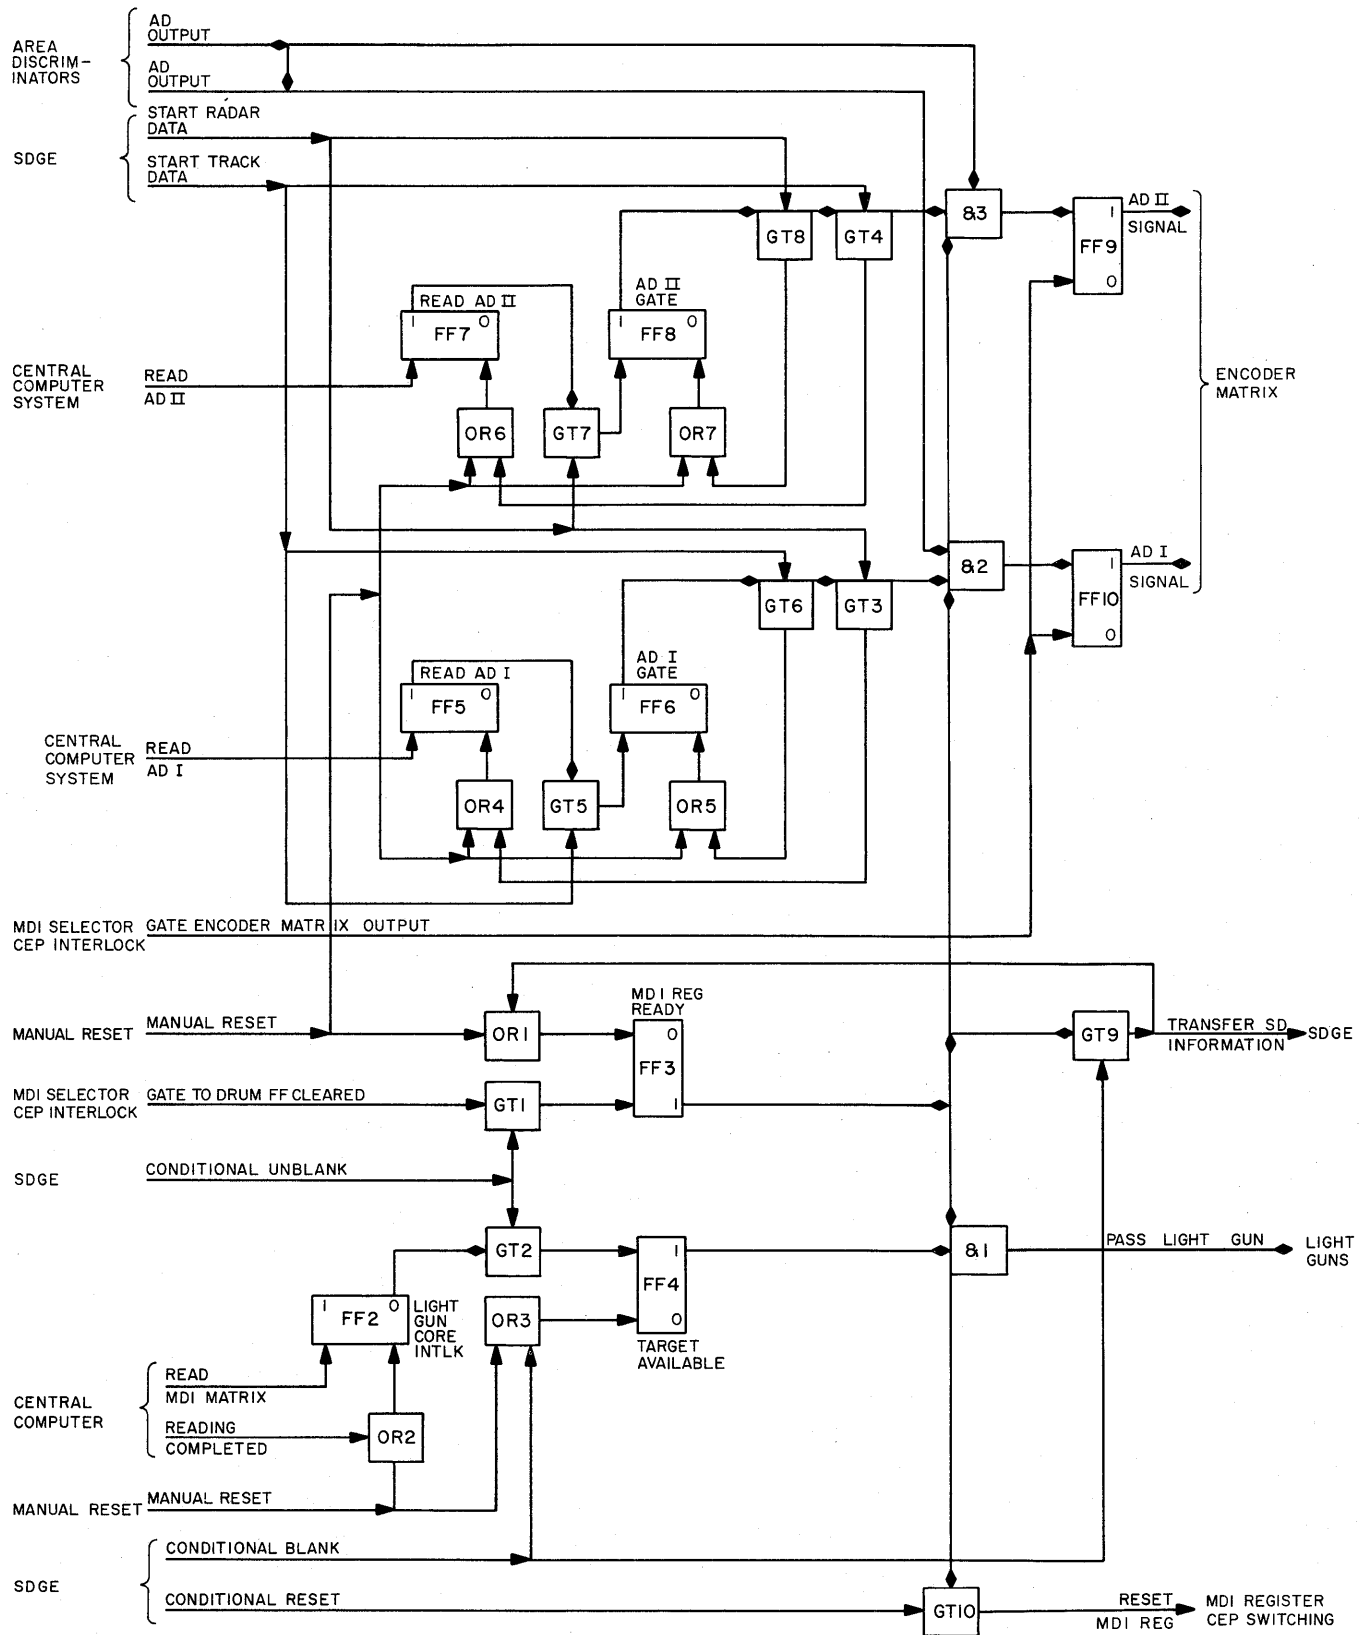 AREA
DISCRIM-
INATORS
AD
OUTPUT
AD
OUTPUT
SDGE
START RADAR
DATA
START TRACK
DATA
&3
1
FF9
0
AD II
SIGNAL
GT8
GT4
READ AD II
1
FF7
0
AD II
GATE
1
FF8
0
CENTRAL
COMPUTER
SYSTEM
READ
AD II
OR6
GT7
OR7
ENCODER
MATRIX
&2
1
FF10
0
AD I
SIGNAL
GT6
GT3
READ AD I
1
FF5
0
AD I
GATE
1
FF6
0
CENTRAL
COMPUTER
SYSTEM
READ
AD I
OR4
GT5
OR5
MDI SELECTOR
CEP INTERLOCK
GATE ENCODER MATRIX OUTPUT
MANUAL RESET
MANUAL RESET
OR1
MDI REG
READY
0
FF3
1
GT9
TRANSFER SD
INFORMATION
SDGE
MDI SELECTOR
CEP INTERLOCK
GATE TO DRUM FF CLEARED
GT1
SDGE
CONDITIONAL UNBLANK
GT2
1
FF4
0
TARGET
AVAILABLE
&1
PASS LIGHT GUN
LIGHT
GUNS
1
FF2
0
LIGHT
GUN
CORE
INTLK
OR3
CENTRAL
COMPUTER
READ
MDI MATRIX
READING
COMPLETED
OR2
MANUAL RESET
MANUAL RESET
SDGE
CONDITIONAL BLANK
CONDITIONAL RESET
GT10
RESET
MDI REG
MDI REGISTER
CEP SWITCHING